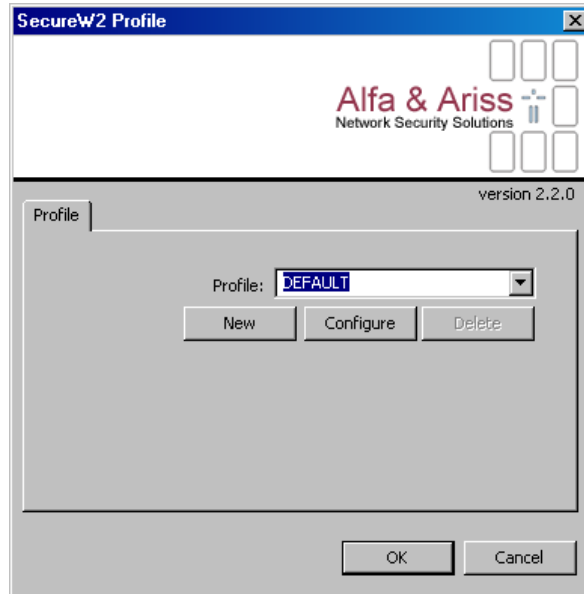 SecureW2 Profile
Alfa & Ariss
Network Security Solutions
version 2.2.0
Profile
Profile: DEFAULT
New Configure Delete
OK Cancel